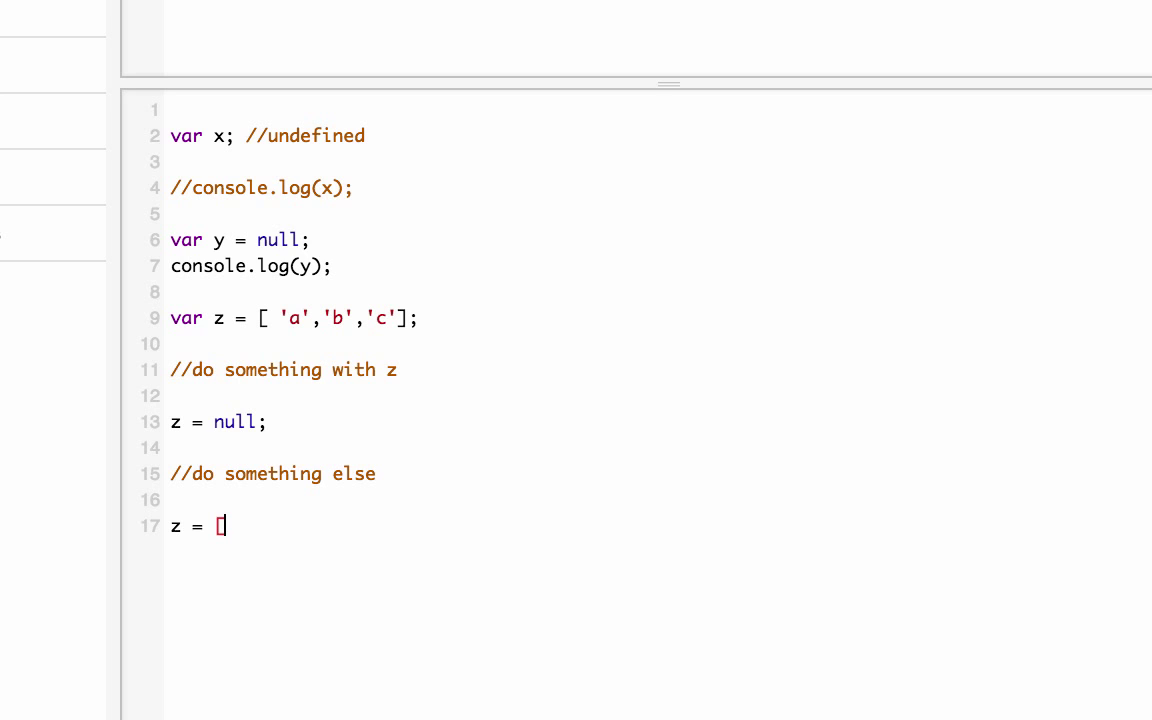 1
2 var x; //undefined
3
4 //console.log(x);
5
6 var y = null;
7 console.log(y);
8
9 var z = [ 'a','b','c'];
10
11 //do something with z
12
13 z = null;
14
15 //do something else
16
17 z = [